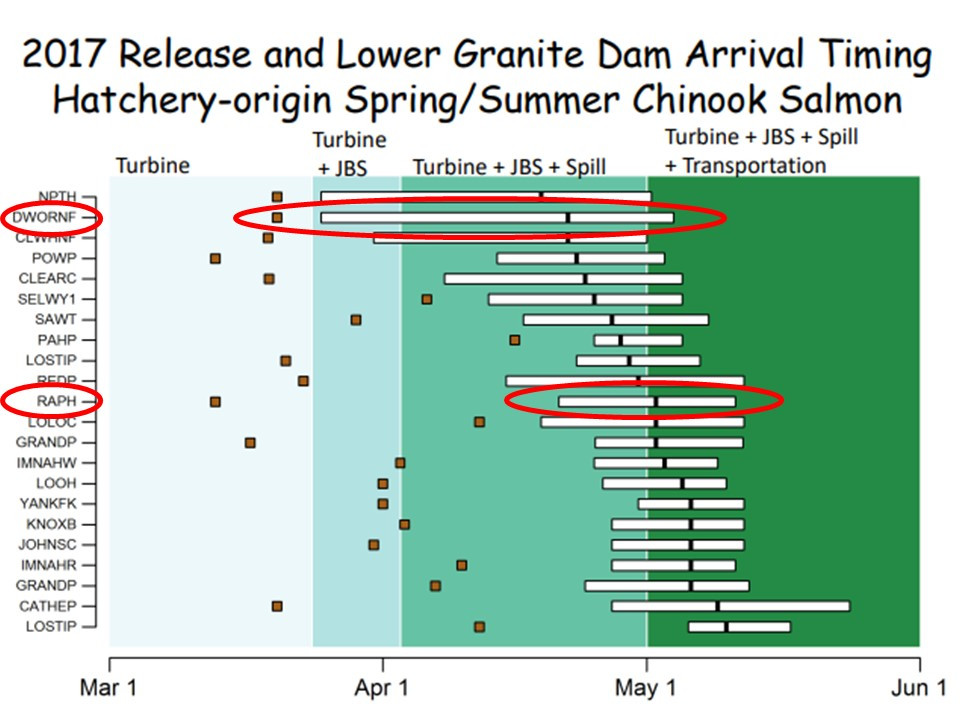 2017 Release and Lower Granite Dam Arrival Timing
Hatchery-origin Spring/Summer Chinook Salmon
Turbine
Turbine
+ JBS
Turbine + JBS + Spill
Turbine + JBS + Spill
+ Transportation
NPTH
DWORNF
CLWHNF
POWP
CLEARC
SELWY1
SAWT
PAHP
LOSTIP
REDP
RAPH
LOLOC
GRANDP
IMNAHW
LOOH
YANKFK
KNOXB
JOHNSC
IMNAHR
GRANDP
CATHEP
LOSTIP
Mar 1
Apr 1
May 1
Jun 1